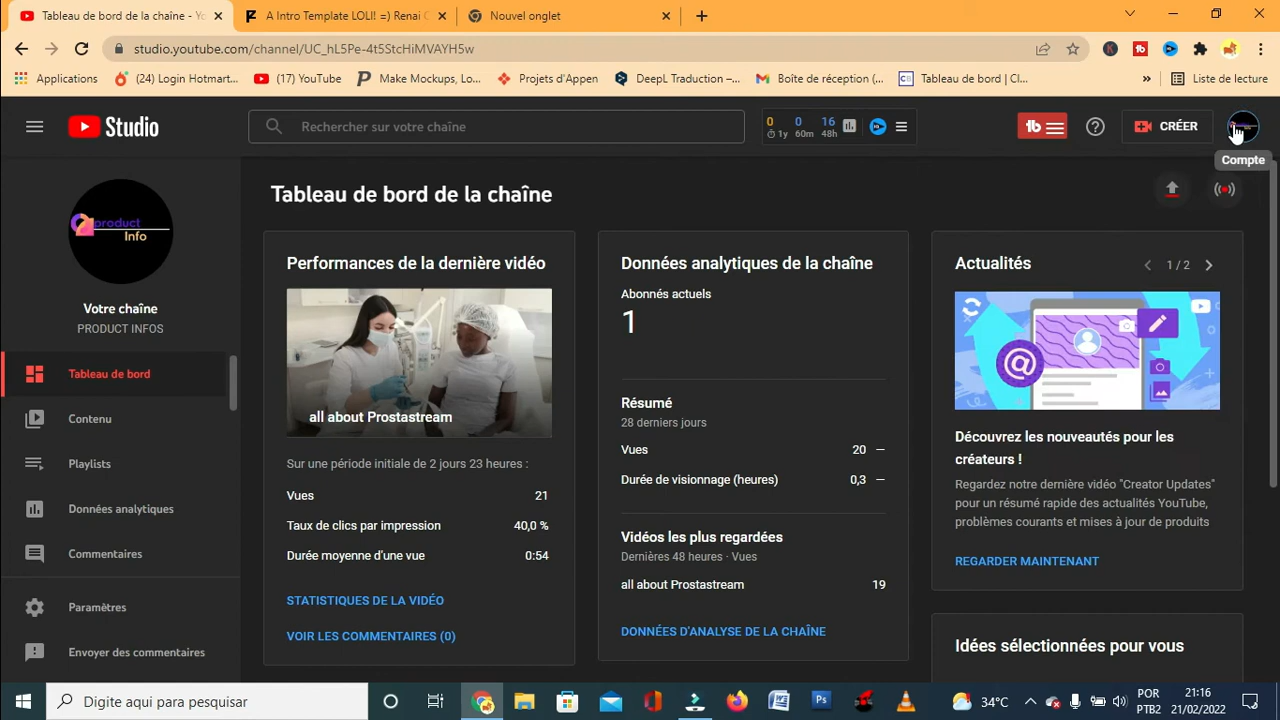 Tableau de bord de la chaîne - Yo
A Intro Template LOL!! =) Renai C
Nouvel onglet
studio.youtube.com/channel/UC_hL5Pe-4t5StcHiMVAYH5w
Applications
(24) Login Hotmart...
(17) YouTube
Make Mockups, Lo...
Projets d'Appen
DeepL Traduction –...
Boîte de réception (...
Tableau de bord | Cl...
»
Liste de lecture
Studio
Rechercher sur votre chaîne
0 0 16
1y 60m 48h
CRÉER
Compte
Tableau de bord de la chaîne
product
Info
Votre chaîne
PRODUCT INFOS
Tableau de bord
Contenu
Playlists
Données analytiques
Commentaires
Paramètres
Envoyer des commentaires
Performances de la dernière vidéo
all about Prostastream
Sur une période initiale de 2 jours 23 heures :
Vues 21
Taux de clics par impression 40,0 %
Durée moyenne d'une vue 0:54
STATISTIQUES DE LA VIDÉO
VOIR LES COMMENTAIRES (0)
Données analytiques de la chaîne
Abonnés actuels
1
Résumé
28 derniers jours
Vues 20 —
Durée de visionnage (heures) 0,3 —
Vidéos les plus regardées
Dernières 48 heures · Vues
all about Prostastream 19
DONNÉES D'ANALYSE DE LA CHAÎNE
Actualités
1 / 2
@
Découvrez les nouveautés pour les
créateurs !
Regardez notre dernière vidéo "Creator Updates"
pour un résumé rapide des actualités YouTube,
problèmes courants et mises à jour de produits
REGARDER MAINTENANT
Idées sélectionnées pour vous
Digite aqui para pesquisar
34°C
POR
PTB2
21:16
21/02/2022